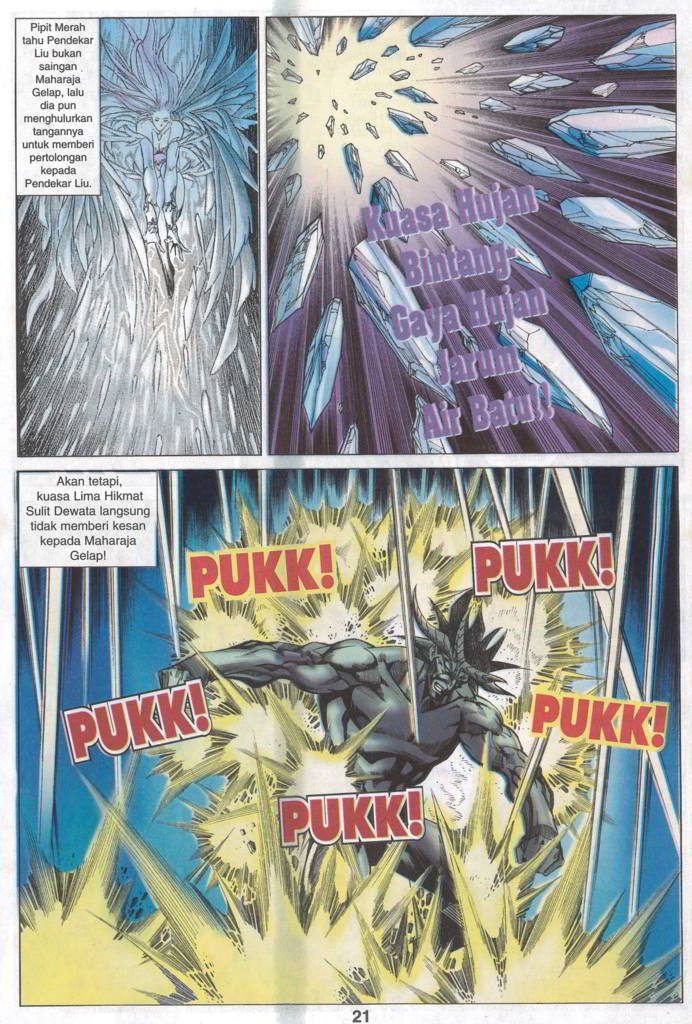 Pipit Merah
tahu Pendekar
Liu bukan
saingan
Maharaja
Gelap, lalu
dia pun
menghulurkan
tangannya
untuk memberi
pertolongan
kepada
Pendekar Liu.
Kuasa Hujan
Bintang-
Gaya Hujan
Jarum
Air Batu!!
Akan tetapi,
kuasa Lima Hikmat
Sulit Dewata langsung
tidak memberi kesan
kepada Maharaja
Gelap!
PUKK!
PUKK!
PUKK!
PUKK!
PUKK!
21